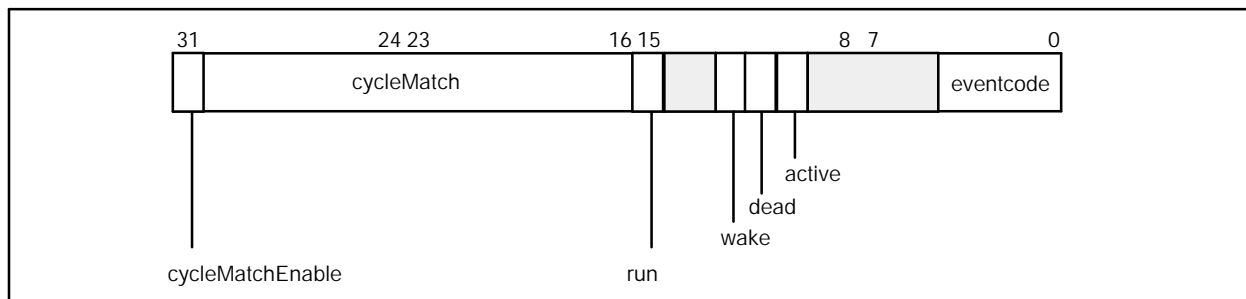 31 24 23 16 15 8 7 0
cycleMatch eventcode
active
dead
wake
cycleMatchEnable run